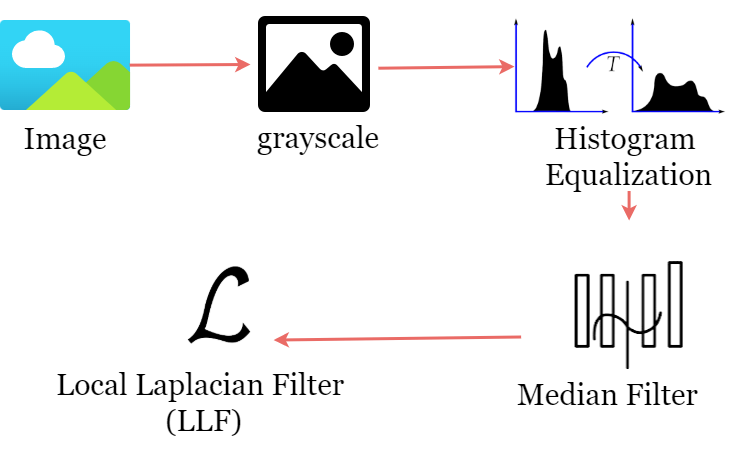 T
Image
grayscale
Histogram
Equalization
ℒ
Local Laplacian Filter
(LLF)
Median Filter